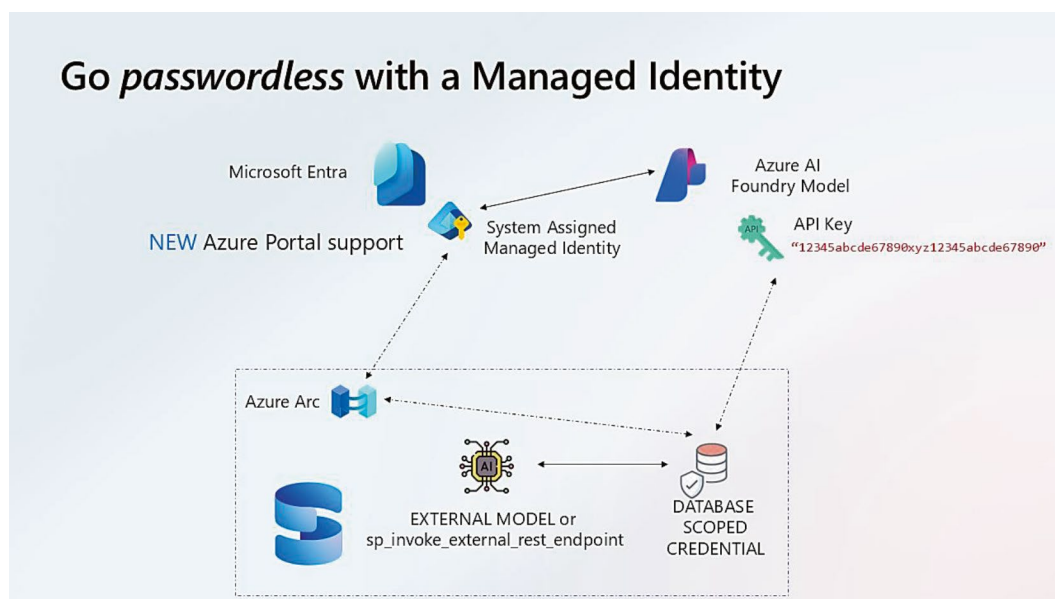 Go passwordless with a Managed Identity
Microsoft Entra
Azure AI
Foundry Model
NEW Azure Portal support
System Assigned
Managed Identity
API
API Key
"12345abcde67890xyz12345abcde67890"
Azure Arc
AI
EXTERNAL MODEL or
sp_invoke_external_rest_endpoint
DATABASE
SCOPED
CREDENTIAL